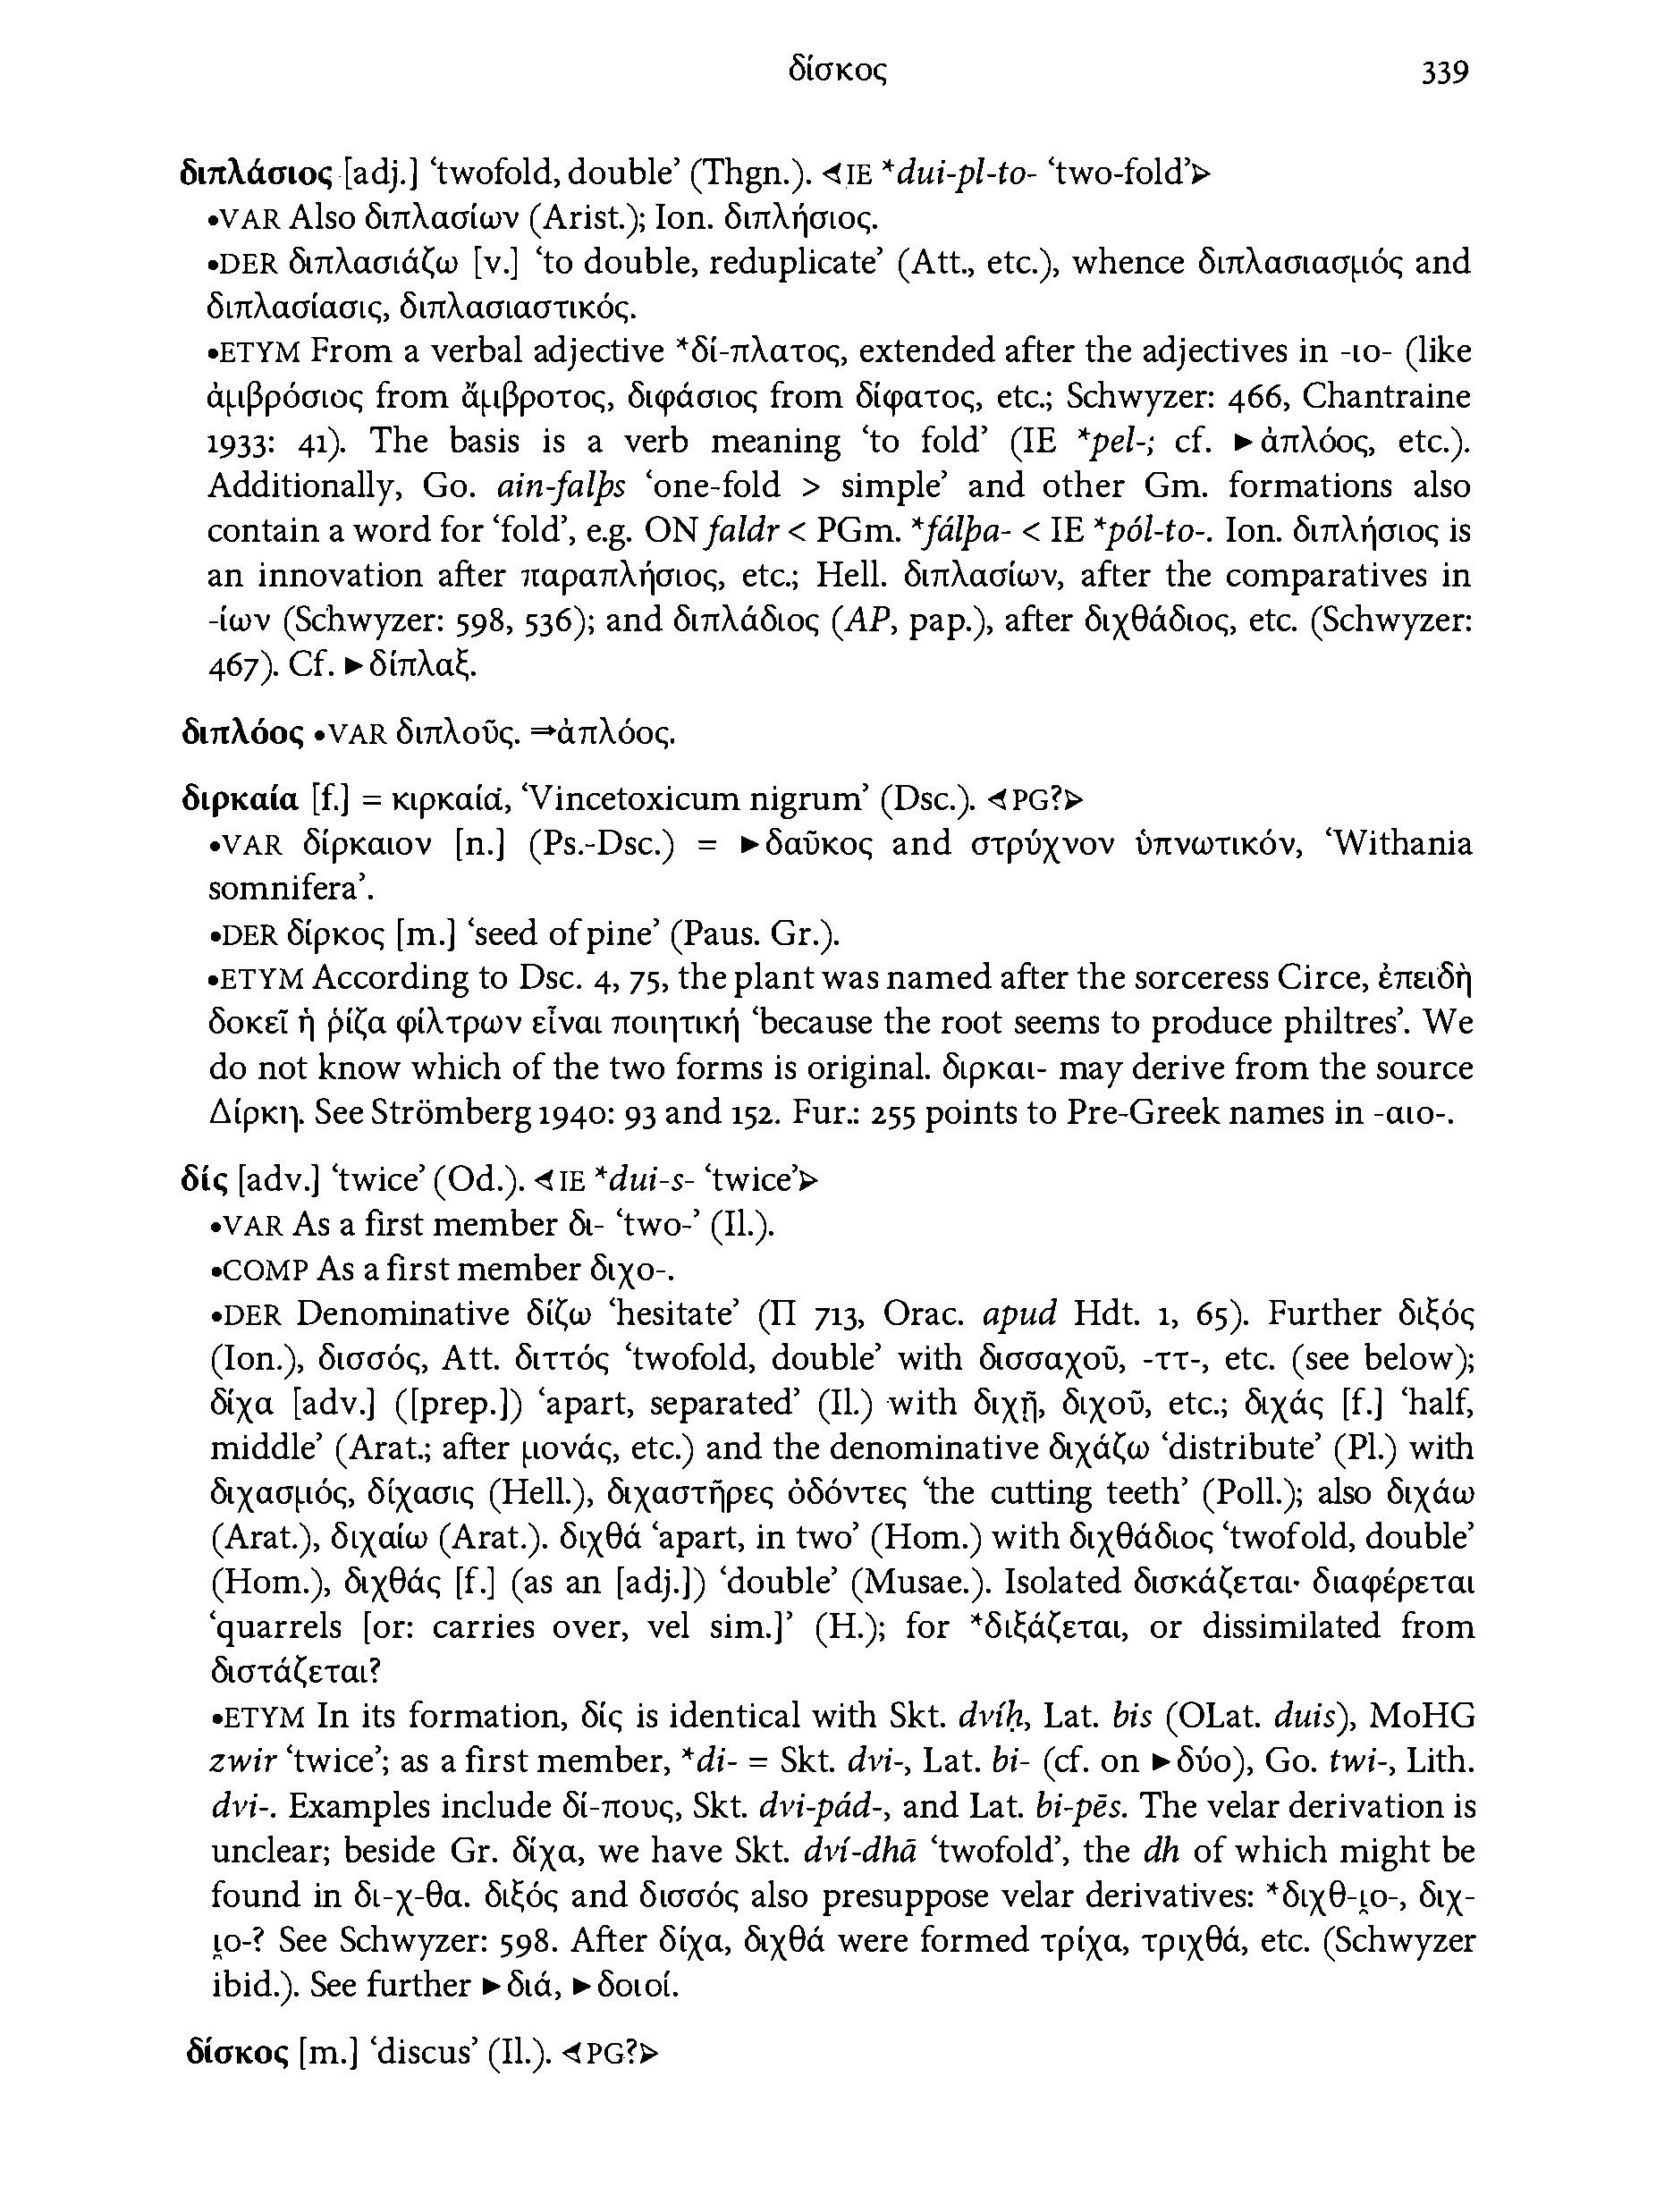 δίσκος 339
διπλάσιος [adj.] ‘twofold, double’ (Thgn.). ⊲IE *dui-pl-to- ‘two-fold’⊳
•VAR Also διπλασίων (Arist.); Ion. διπλήσιος.
•DER διπλασιάζω [v.] ‘to double, reduplicate’ (Att., etc.), whence διπλασιασμός and
διπλασίασις, διπλασιαστικός.
•ETYM From a verbal adjective *δί-πλατος, extended after the adjectives in -ιο- (like
ἀμβρόσιος from ἄμβροτος, διφάσιος from δίφατος, etc.; Schwyzer: 466, Chantraine
1933: 41). The basis is a verb meaning ‘to fold’ (IE *pel-; cf. ►ἁπλόος, etc.).
Additionally, Go. ain-falþs ‘one-fold > simple’ and other Gm. formations also
contain a word for ‘fold’, e.g. ON faldr < PGm. *fálþa- < IE *pól-to-. Ion. διπλήσιος is
an innovation after παραπλήσιος, etc.; Hell. διπλασίων, after the comparatives in
-ίων (Schwyzer: 598, 536); and διπλάδιος (AP, pap.), after διχθάδιος, etc. (Schwyzer:
467). Cf. ►δίπλαξ.
διπλόος •VAR διπλοῦς. ⇒ἁπλόος.
διρκαία [f.] = κιρκαία, ‘Vincetoxicum nigrum’ (Dsc.). ⊲PG?⊳
•VAR δίρκαιον [n.] (Ps.-Dsc.) = ►δαῦκος and στρύχνον ὑπνωτικόν, ‘Withania
somnifera’.
•DER δίρκος [m.] ‘seed of pine’ (Paus. Gr.).
•ETYM According to Dsc. 4, 75, the plant was named after the sorceress Circe, ἐπειδὴ
δοκεῖ ἡ ῥίζα φίλτρων εἶναι ποιητική ‘because the root seems to produce philtres’. We
do not know which of the two forms is original. διρκαι- may derive from the source
Δίρκη. See Strömberg 1940: 93 and 152. Fur.: 255 points to Pre-Greek names in -αιο-.
δίς [adv.] ‘twice’ (Od.). ⊲IE *dui-s- ‘twice’⊳
•VAR As a first member δι- ‘two-’ (Il.).
•COMP As a first member διχο-.
•DER Denominative δίζω ‘hesitate’ (Π 713, Orac. apud Hdt. 1, 65). Further διξός
(Ion.), δισσός, Att. διττός ‘twofold, double’ with δισσαχοῦ, -ττ-, etc. (see below);
δίχα [adv.] ([prep.]) ‘apart, separated’ (Il.) with διχῇ, διχοῦ, etc.; διχάς [f.] ‘half,
middle’ (Arat.; after μονάς, etc.) and the denominative διχάζω ‘distribute’ (Pl.) with
διχασμός, δίχασις (Hell.), διχαστῆρες ὀδόντες ‘the cutting teeth’ (Poll.); also διχάω
(Arat.), διχαίω (Arat.). διχθά ‘apart, in two’ (Hom.) with διχθάδιος ‘twofold, double’
(Hom.), διχθάς [f.] (as an [adj.]) ‘double’ (Musae.). Isolated δισκάζεται· διαφέρεται
‘quarrels [or: carries over, vel sim.]’ (H.); for *διξάζεται, or dissimilated from
διστάζεται?
•ETYM In its formation, δίς is identical with Skt. dvíḥ, Lat. bis (OLat. duis), MoHG
zwir ‘twice’; as a first member, *di- = Skt. dvi-, Lat. bi- (cf. on ►δύο), Go. twi-, Lith.
dvi-. Examples include δί-πους, Skt. dvi-pád-, and Lat. bi-pēs. The velar derivation is
unclear; beside Gr. δίχα, we have Skt. dví-dhā ‘twofold’, the dh of which might be
found in δι-χ-θα. διξός and δισσός also presuppose velar derivatives: *διχθ-ι̯ο-, διχ-
ι̯ο-? See Schwyzer: 598. After δίχα, διχθά were formed τρίχα, τριχθά, etc. (Schwyzer
ibid.). See further ►διά, ►δοιοί.
δίσκος [m.] ‘discus’ (Il.). ⊲PG?⊳